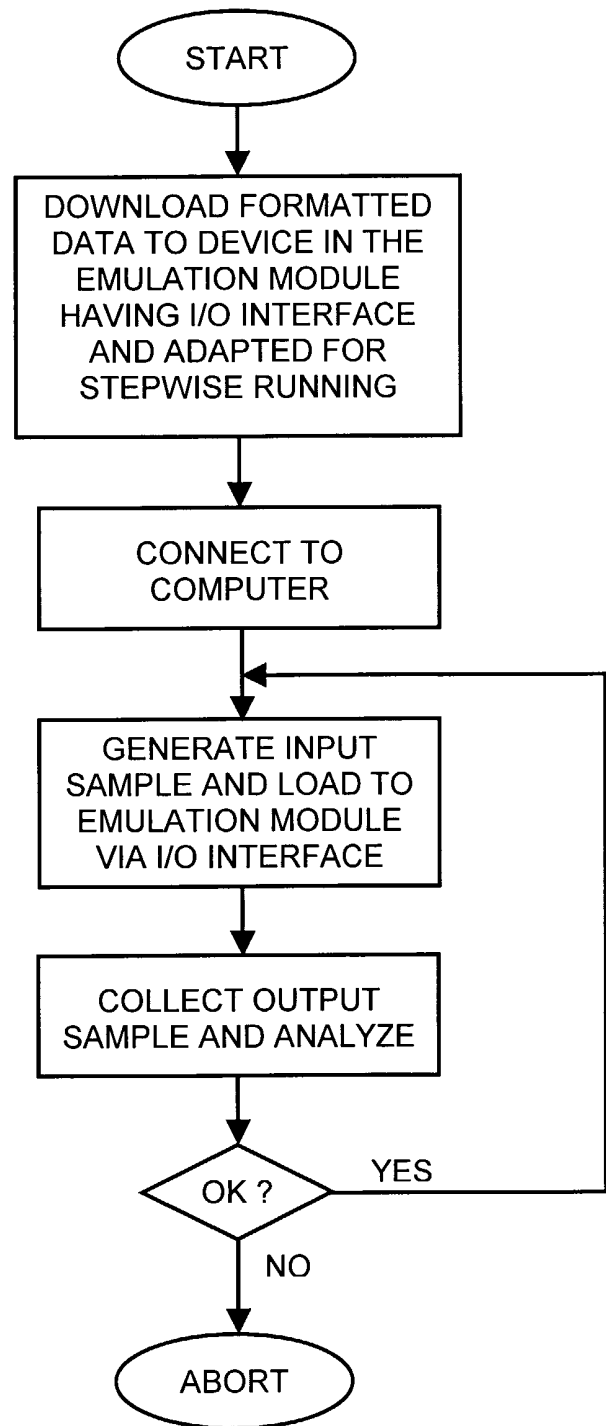 START
DOWNLOAD FORMATTED
DATA TO DEVICE IN THE
EMULATION MODULE
HAVING I/O INTERFACE
AND ADAPTED FOR
STEPWISE RUNNING
CONNECT TO
COMPUTER
GENERATE INPUT
SAMPLE AND LOAD TO
EMULATION MODULE
VIA I/O INTERFACE
COLLECT OUTPUT
SAMPLE AND ANALYZE
OK ?
YES
NO
ABORT